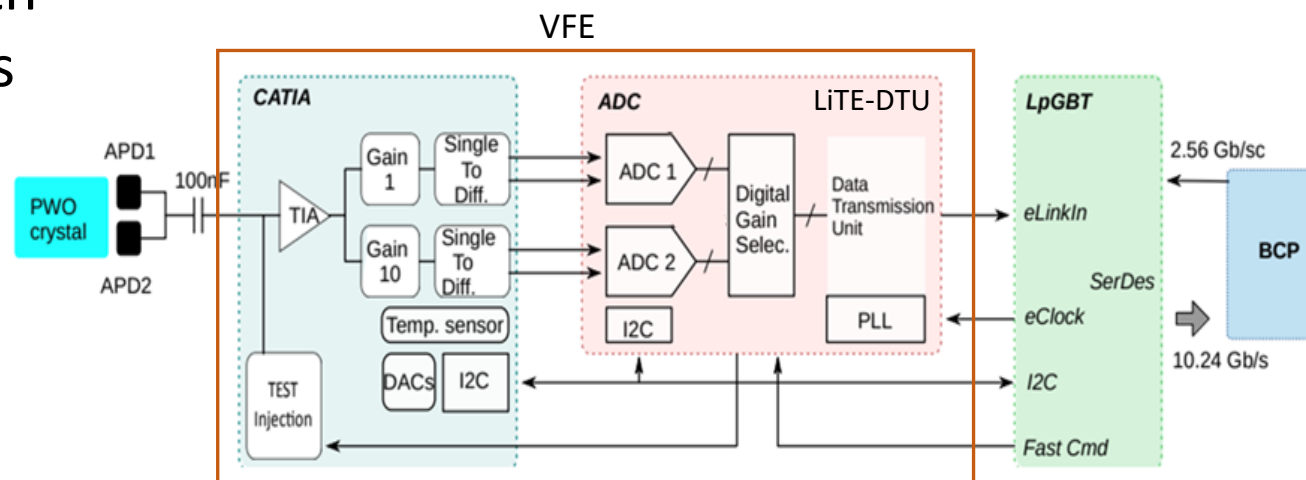 s
VFE
CATIA
ADC
LiTE-DTU
LpGBT
APD1
100nF
PWO
crystal
APD2
TIA
Gain
1
Single
To
Diff.
Gain
10
Single
To
Diff.
ADC 1
ADC 2
Digital
Gain
Selec.
Data
Transmission
Unit
eLinkIn
2.56 Gb/sc
BCP
SerDes
Temp. sensor
I2C
PLL
eClock
10.24 Gb/s
DACs
I2C
I2C
TEST
Injection
Fast Cmd